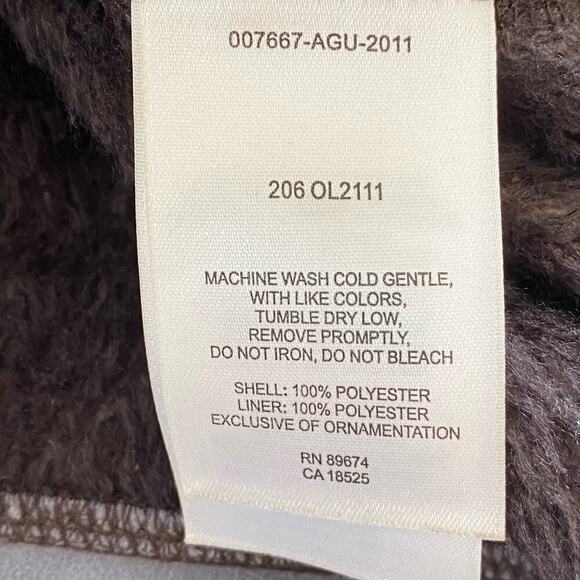 007667-AGU-2011
206 OL2111
MACHINE WASH COLD GENTLE,
WITH LIKE COLORS,
TUMBLE DRY LOW,
REMOVE PROMPTLY,
DO NOT IRON, DO NOT BLEACH
SHELL: 100% POLYESTER
LINER: 100% POLYESTER
EXCLUSIVE OF ORNAMENTATION
RN 89674
CA 18525